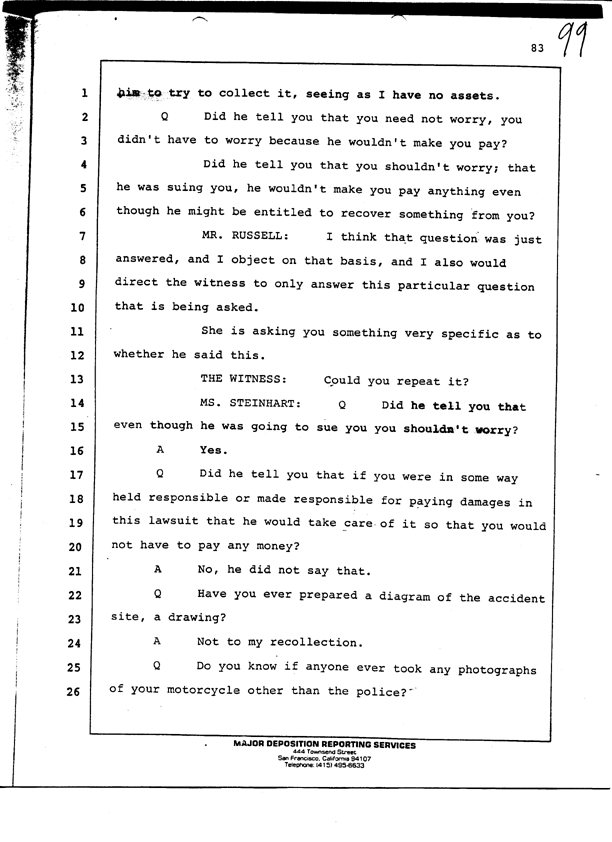 99
83
1 him to try to collect it, seeing as I have no assets.
2 Q Did he tell you that you need not worry, you
3 didn't have to worry because he wouldn't make you pay?
4 Did he tell you that you shouldn't worry; that
5 he was suing you, he wouldn't make you pay anything even
6 though he might be entitled to recover something from you?
7 MR. RUSSELL: I think that question was just
8 answered, and I object on that basis, and I also would
9 direct the witness to only answer this particular question
10 that is being asked.
11 She is asking you something very specific as to
12 whether he said this.
13 THE WITNESS: Could you repeat it?
14 MS. STEINHART: Q Did he tell you that
15 even though he was going to sue you you shouldn't worry?
16 A Yes.
17 Q Did he tell you that if you were in some way
18 held responsible or made responsible for paying damages in
19 this lawsuit that he would take care of it so that you would
20 not have to pay any money?
21 A No, he did not say that.
22 Q Have you ever prepared a diagram of the accident
23 site, a drawing?
24 A Not to my recollection.
25 Q Do you know if anyone ever took any photographs
26 of your motorcycle other than the police?
MAJOR DEPOSITION REPORTING SERVICES
444 Townsend Street
San Francisco, California 94107
Telephone: (415) 495-6633